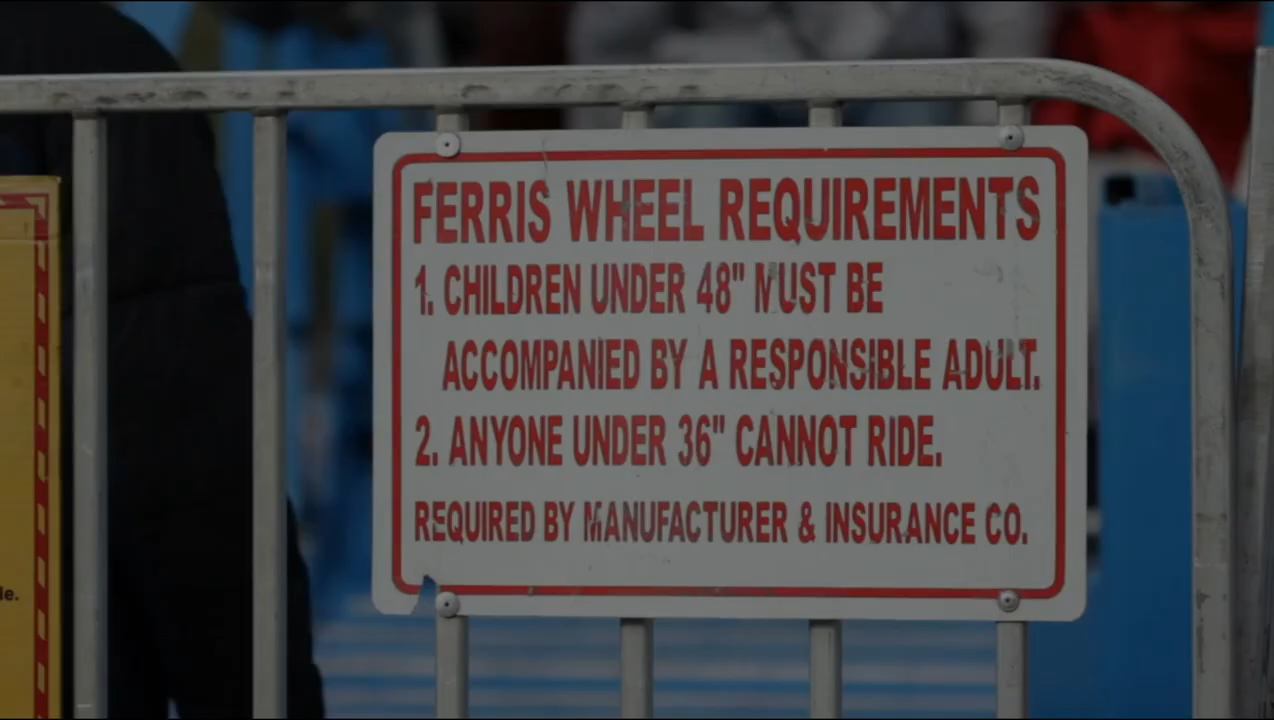 FERRIS WHEEL REQUIREMENTS
1. CHILDREN UNDER 48" MUST BE
ACCOMPANIED BY A RESPONSIBLE ADULT.
2. ANYONE UNDER 36" CANNOT RIDE.
REQUIRED BY MANUFACTURER & INSURANCE CO.